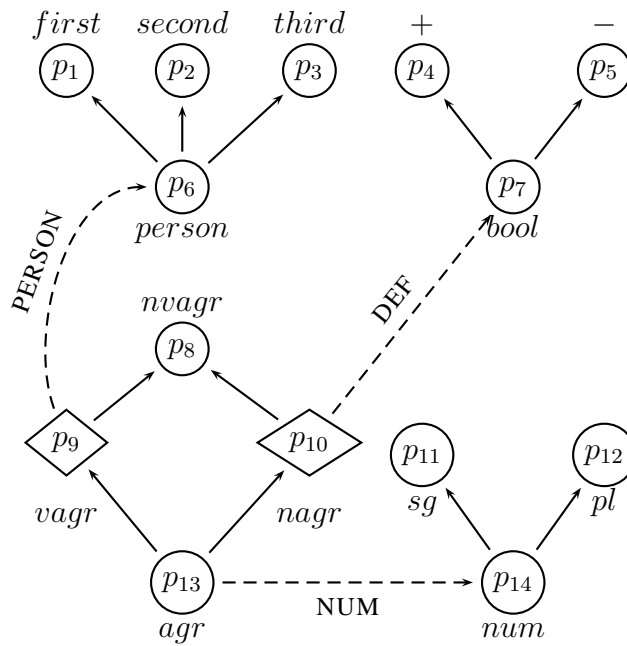 first second third + −
p1 p2 p3 p4 p5
p6 p7
person bool
PERSON
DEF
nvagr
p8
p9 p10 p11 p12
vagr nagr sg pl
p13 p14
NUM
agr num